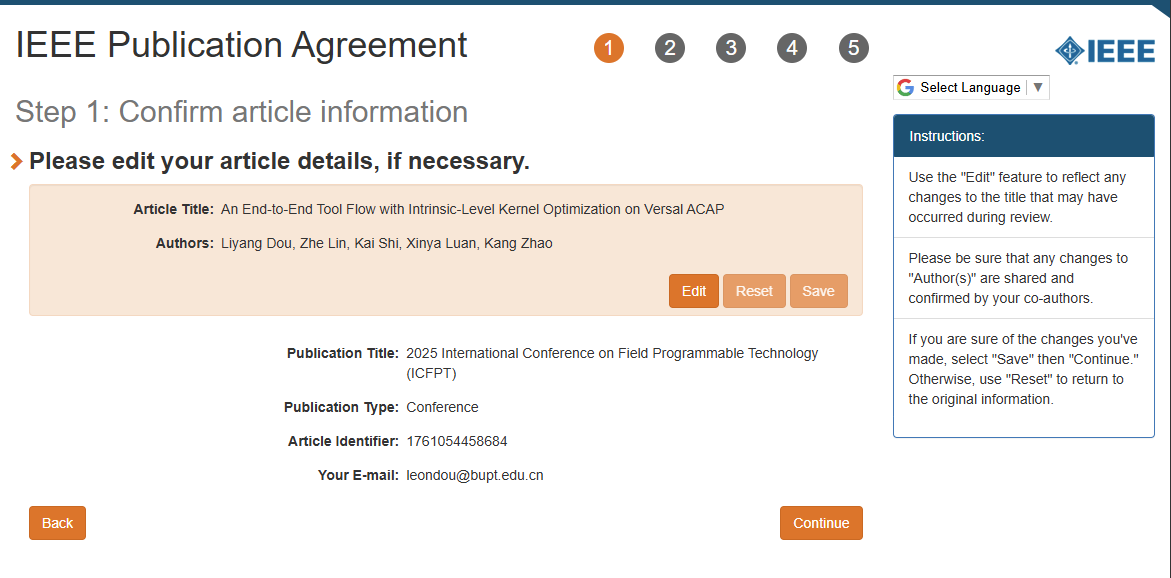 IEEE Publication Agreement
1 2 3 4 5
IEEE
Select Language ▼
Step 1: Confirm article information
Please edit your article details, if necessary.
Article Title: An End-to-End Tool Flow with Intrinsic-Level Kernel Optimization on Versal ACAP
Authors: Liyang Dou, Zhe Lin, Kai Shi, Xinya Luan, Kang Zhao
Edit Reset Save
Publication Title: 2025 International Conference on Field Programmable Technology
(ICFPT)
Publication Type: Conference
Article Identifier: 1761054458684
Your E-mail: leondou@bupt.edu.cn
Back Continue
Instructions:
Use the "Edit" feature to reflect any
changes to the title that may have
occurred during review.
Please be sure that any changes to
"Author(s)" are shared and
confirmed by your co-authors.
If you are sure of the changes you've
made, select "Save" then "Continue."
Otherwise, use "Reset" to return to
the original information.